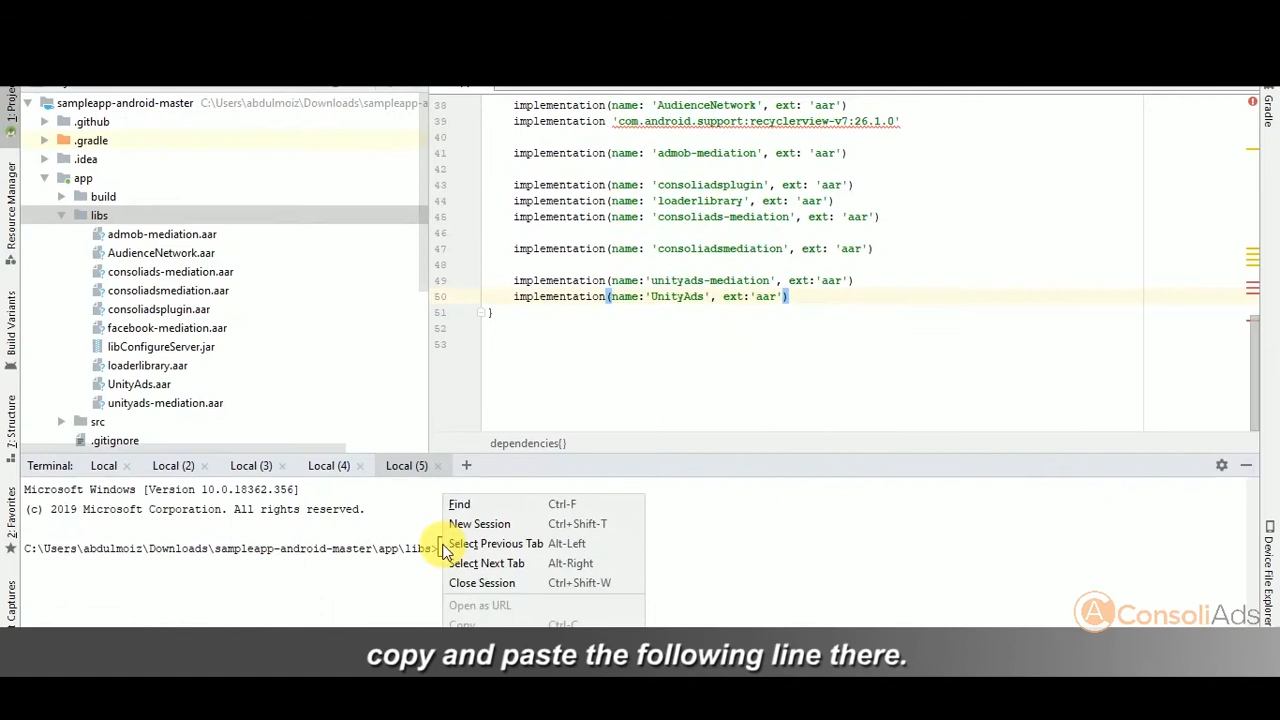 1: Proje
Resource Manager
Build Variants
7: Structure
2: Favorites
Captures
sampleapp-android-master C:\Users\abdulmoiz\Downloads\sampleapp-a
.github
.gradle
.idea
app
build
libs
admob-mediation.aar
AudienceNetwork.aar
consoliads-mediation.aar
consoliadsmediation.aar
consoliadsplugin.aar
facebook-mediation.aar
libConfigureServer.jar
loaderlibrary.aar
UnityAds.aar
unityads-mediation.aar
src
.gitignore
38 implementation(name: 'AudienceNetwork', ext: 'aar')
39 implementation 'com.android.support:recyclerview-v7:26.1.0'
40
41 implementation(name: 'admob-mediation', ext: 'aar')
42
43 implementation(name: 'consoliadsplugin', ext: 'aar')
44 implementation(name: 'loaderlibrary', ext: 'aar')
45 implementation(name: 'consoliads-mediation', ext: 'aar')
46
47 implementation(name: 'consoliadsmediation', ext: 'aar')
48
49 implementation(name:'unityads-mediation', ext:'aar')
50 implementation(name:'UnityAds', ext:'aar')
51 }
52
53
dependencies{}
Gradle
Device File Explorer
Terminal: Local Local (2) Local (3) Local (4) Local (5)
Microsoft Windows [Version 10.0.18362.356]
(c) 2019 Microsoft Corporation. All rights reserved.
C:\Users\abdulmoiz\Downloads\sampleapp-android-master\app\libs>
Find Ctrl-F
New Session Ctrl+Shift-T
Select Previous Tab Alt-Left
Select Next Tab Alt-Right
Close Session Ctrl+Shift-W
Open as URL
Copy Ctrl-C
ConsoliAds
copy and paste the following line there.